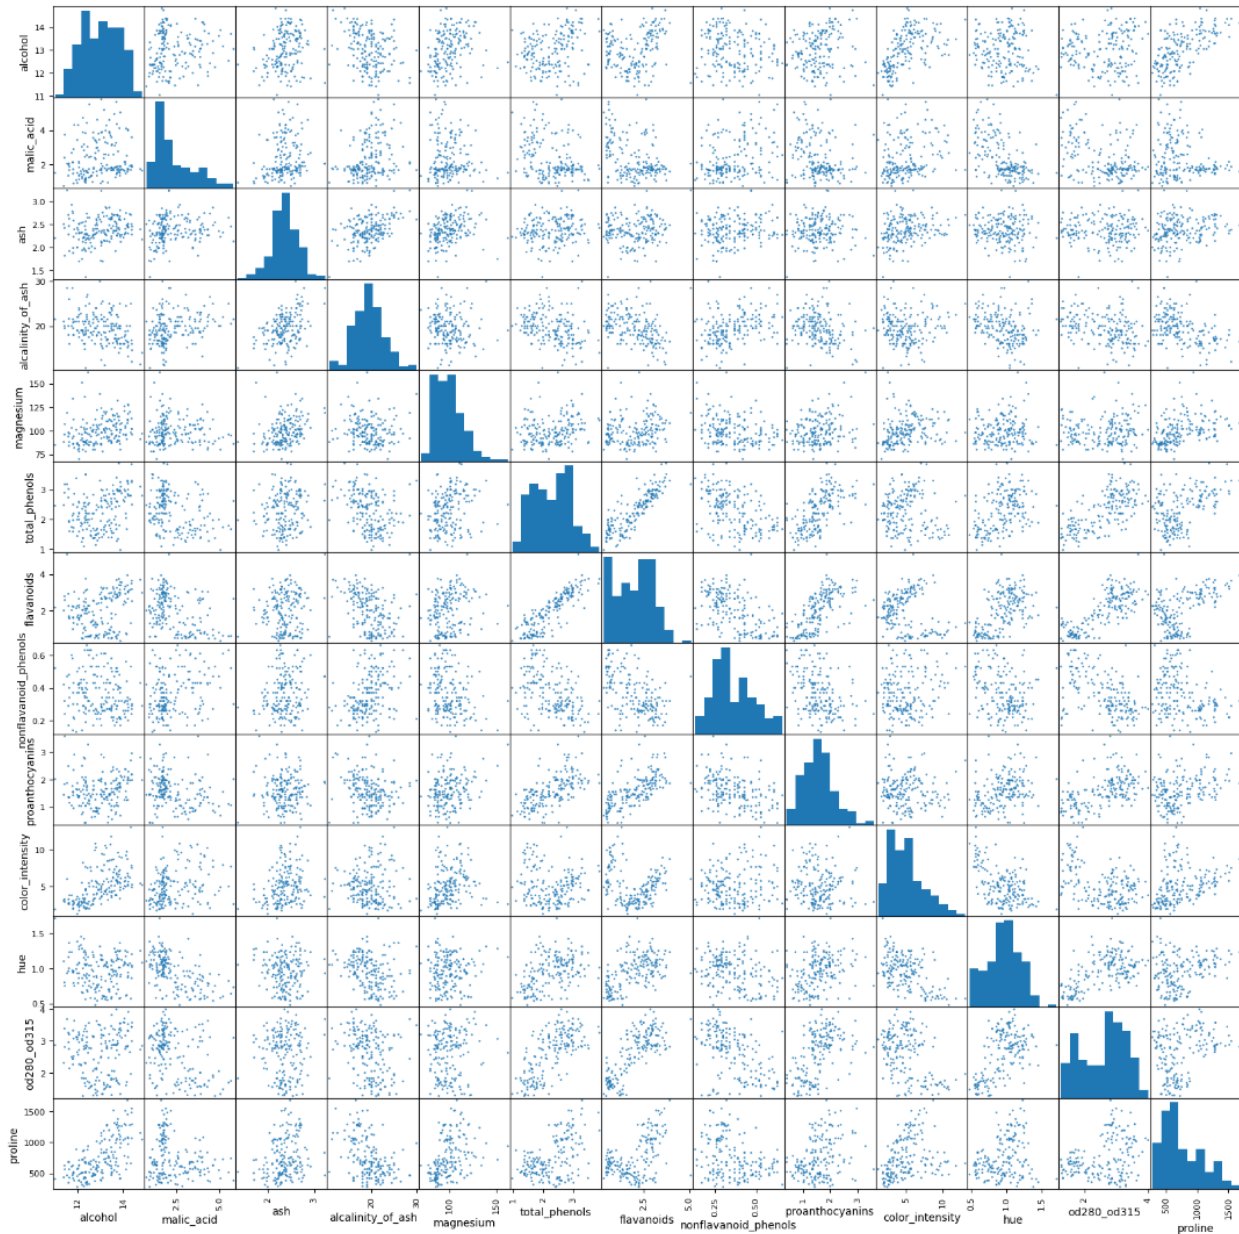 alcohol
14
13
12
11
malic_acid
4
2
ash
3.0
2.5
2.0
1.5
alcalinity_of_ash
30
20
magnesium
150
125
100
75
total_phenols
3
2
1
flavanoids
4
2
nonflavanoid_phenols
0.6
0.4
0.2
proanthocyanins
3
2
1
color_intensity
10
5
hue
1.5
1.0
0.5
od280_od315
4
3
2
proline
1500
1000
500
12 14 2.5 5.0 2 3 20 30 100 150 1 2 3 2.5 5.0 0.25 0.50 1 2 3 5 10 0.5 1.0 1.5 2 4 500 1000 1500
alcohol malic_acid ash alcalinity_of_ash magnesium total_phenols flavanoids nonflavanoid_phenols proanthocyanins color_intensity hue od280_od315 proline